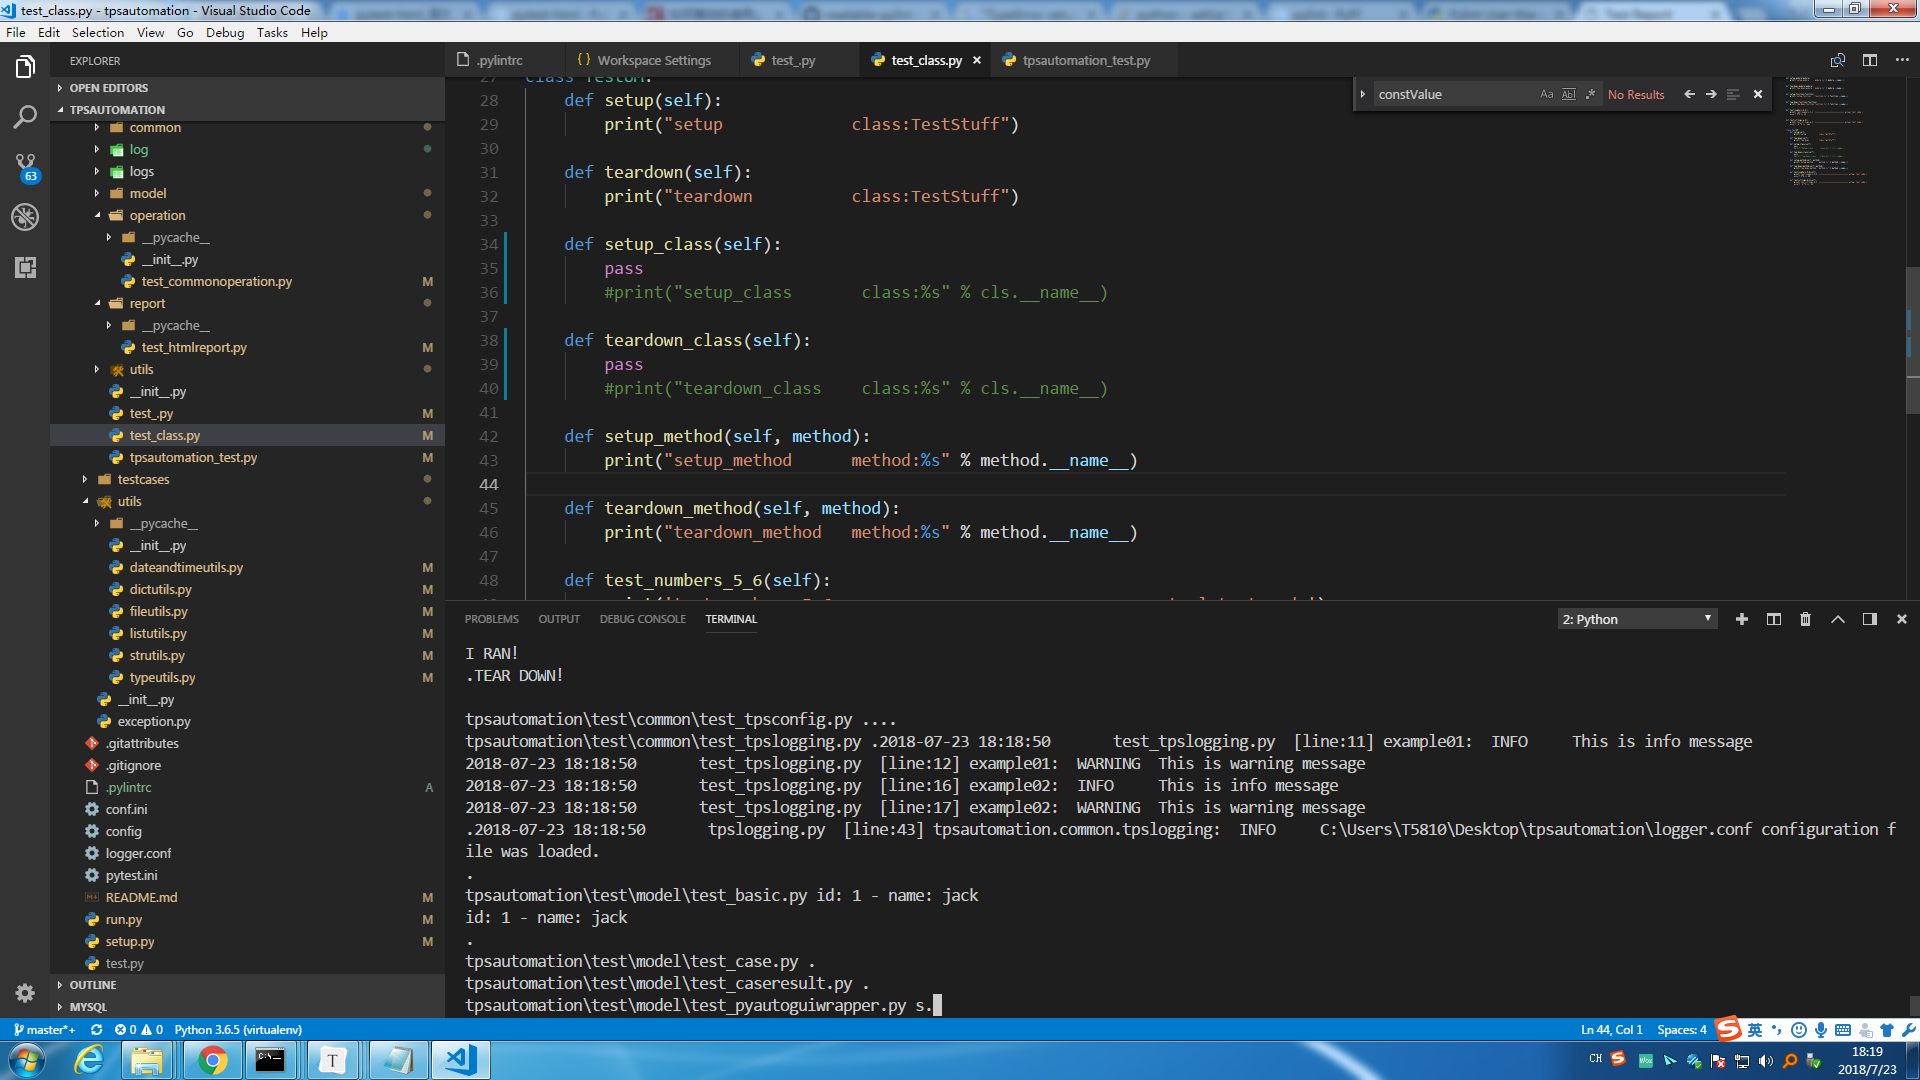 test_class.py - tpsautomation - Visual Studio Code
File Edit Selection View Go Debug Tasks Help
EXPLORER
.pylintrc
{ } Workspace Settings
test_.py
test_class.py ×
tpsautomation_test.py
OPEN EDITORS
TPSAUTOMATION
common
log
logs
model
operation
__pycache__
__init__.py
test_commonoperation.py M
report
__pycache__
test_htmlreport.py M
utils
__init__.py
test_.py M
test_class.py M
tpsautomation_test.py M
testcases
utils
__pycache__
__init__.py
dateandtimeutils.py M
dictutils.py M
fileutils.py M
listutils.py M
strutils.py M
typeutils.py M
__init__.py
exception.py
.gitattributes
.gitignore
.pylintrc A
conf.ini
config
logger.conf
pytest.ini
README.md M
run.py M
setup.py M
test.py
OUTLINE
MYSQL
63
constValue Aa Abl .* No Results
28 def setup(self):
29 print("setup class:TestStuff")
30
31 def teardown(self):
32 print("teardown class:TestStuff")
33
34 def setup_class(self):
35 pass
36 #print("setup_class class:%s" % cls.__name__)
37
38 def teardown_class(self):
39 pass
40 #print("teardown_class class:%s" % cls.__name__)
41
42 def setup_method(self, method):
43 print("setup_method method:%s" % method.__name__)
44
45 def teardown_method(self, method):
46 print("teardown_method method:%s" % method.__name__)
47
48 def test_numbers_5_6(self):
PROBLEMS OUTPUT DEBUG CONSOLE TERMINAL
2: Python
I RAN!
.TEAR DOWN!
tpsautomation\test\common\test_tpsconfig.py ....
tpsautomation\test\common\test_tpslogging.py .2018-07-23 18:18:50 test_tpslogging.py [line:11] example01: INFO This is info message
2018-07-23 18:18:50 test_tpslogging.py [line:12] example01: WARNING This is warning message
2018-07-23 18:18:50 test_tpslogging.py [line:16] example02: INFO This is info message
2018-07-23 18:18:50 test_tpslogging.py [line:17] example02: WARNING This is warning message
.2018-07-23 18:18:50 tpslogging.py [line:43] tpsautomation.common.tpslogging: INFO C:\Users\T5810\Desktop\tpsautomation\logger.conf configuration f
ile was loaded.
.
tpsautomation\test\model\test_basic.py id: 1 - name: jack
id: 1 - name: jack
.
tpsautomation\test\model\test_case.py .
tpsautomation\test\model\test_caseresult.py .
tpsautomation\test\model\test_pyautoguiwrapper.py s.
master*+ 0 0 Python 3.6.5 (virtualenv)
Ln 44, Col 1 Spaces: 4
英
CH
18:19
2018/7/23